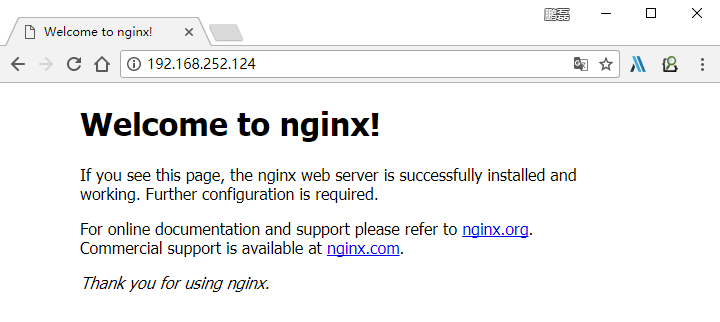 鹏磊
Welcome to nginx!
192.168.252.124
Welcome to nginx!
If you see this page, the nginx web server is successfully installed and
working. Further configuration is required.
For online documentation and support please refer to nginx.org.
Commercial support is available at nginx.com.
Thank you for using nginx.